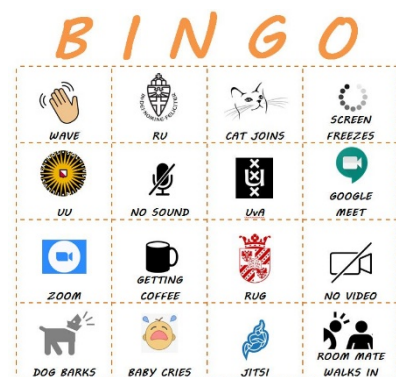 BINGO
WAVE
RU
CAT JOINS
SCREEN
FREEZES
UU
NO SOUND
UvA
GOOGLE
MEET
ZOOM
GETTING
COFFEE
RUG
NO VIDEO
DOG BARKS
BABY CRIES
JITSI
ROOM MATE
WALKS IN